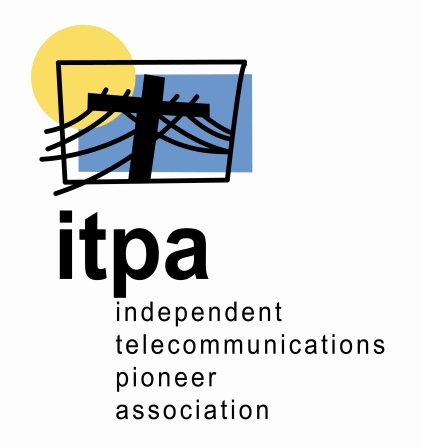 itpa
independent
telecommunications
pioneer
association